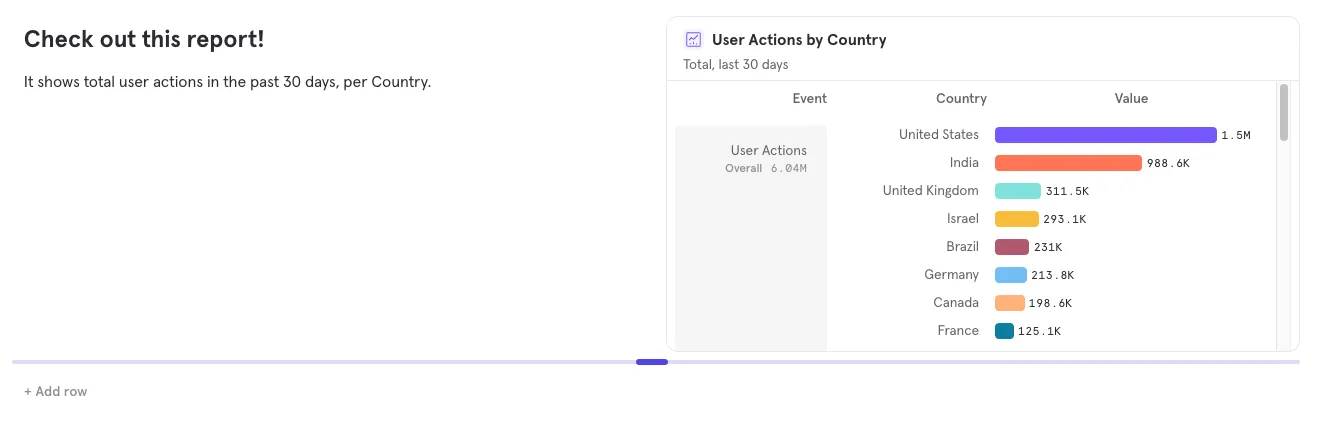 Check out this report!
It shows total user actions in the past 30 days, per Country.
User Actions by Country
Total, last 30 days
Event Country Value
User Actions
Overall 6.04M
United States 1.5M
India 988.6K
United Kingdom 311.5K
Israel 293.1K
Brazil 231K
Germany 213.8K
Canada 198.6K
France 125.1K
+ Add row